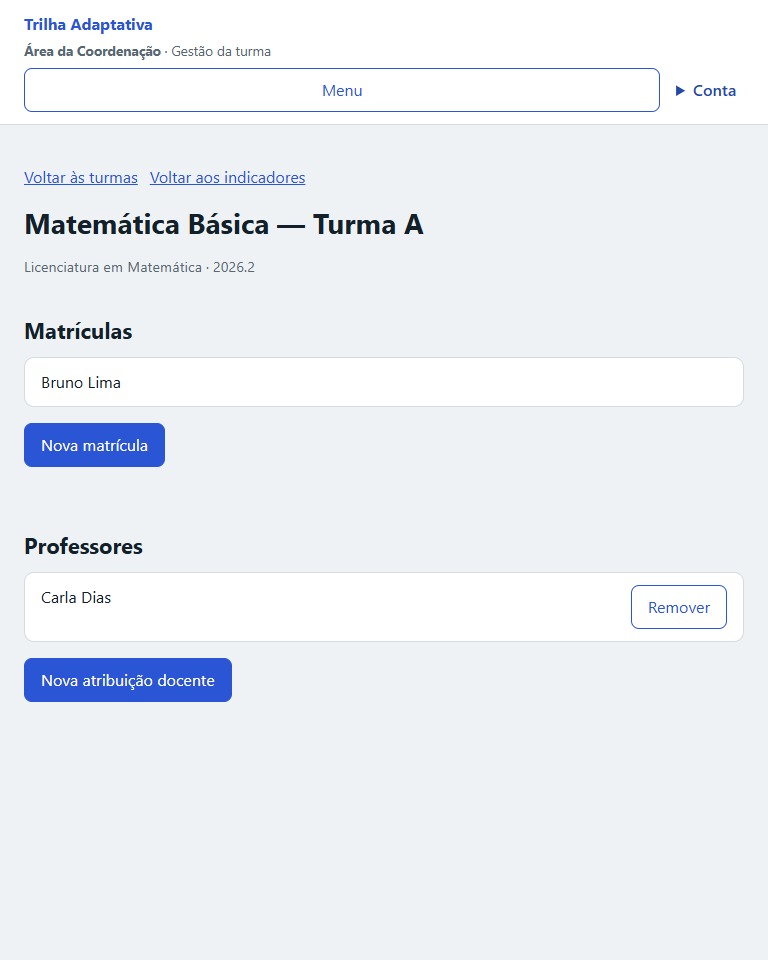 Trilha Adaptativa
Área da Coordenação · Gestão da turma
Menu
Conta
Voltar às turmas Voltar aos indicadores
Matemática Básica — Turma A
Licenciatura em Matemática · 2026.2
Matrículas
Bruno Lima
Nova matrícula
Professores
Carla Dias
Remover
Nova atribuição docente